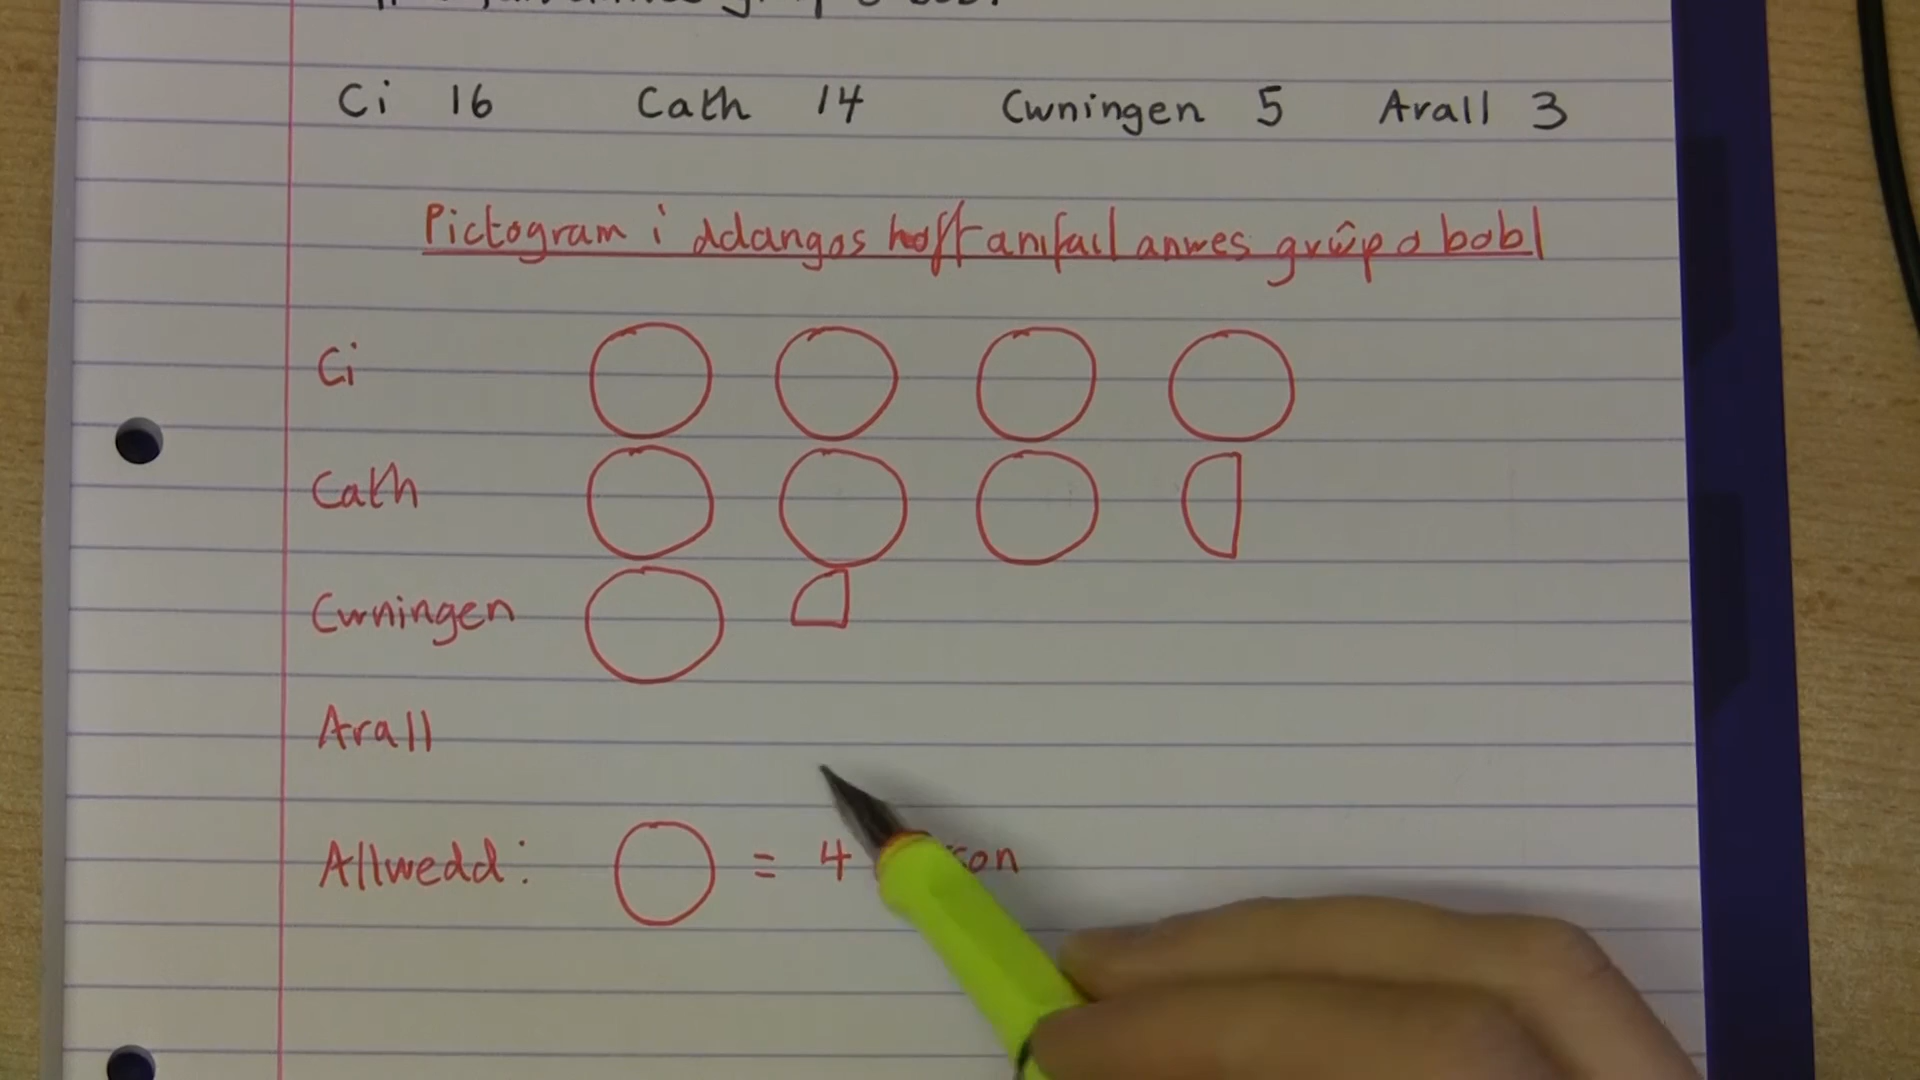 Ci 16 Cath 14 Cwningen 5 Arall 3
Pictogram i ddangos hoff anifail anwes grŵp o bobl
Ci
Cath
Cwningen
Arall
Allwedd: = 4